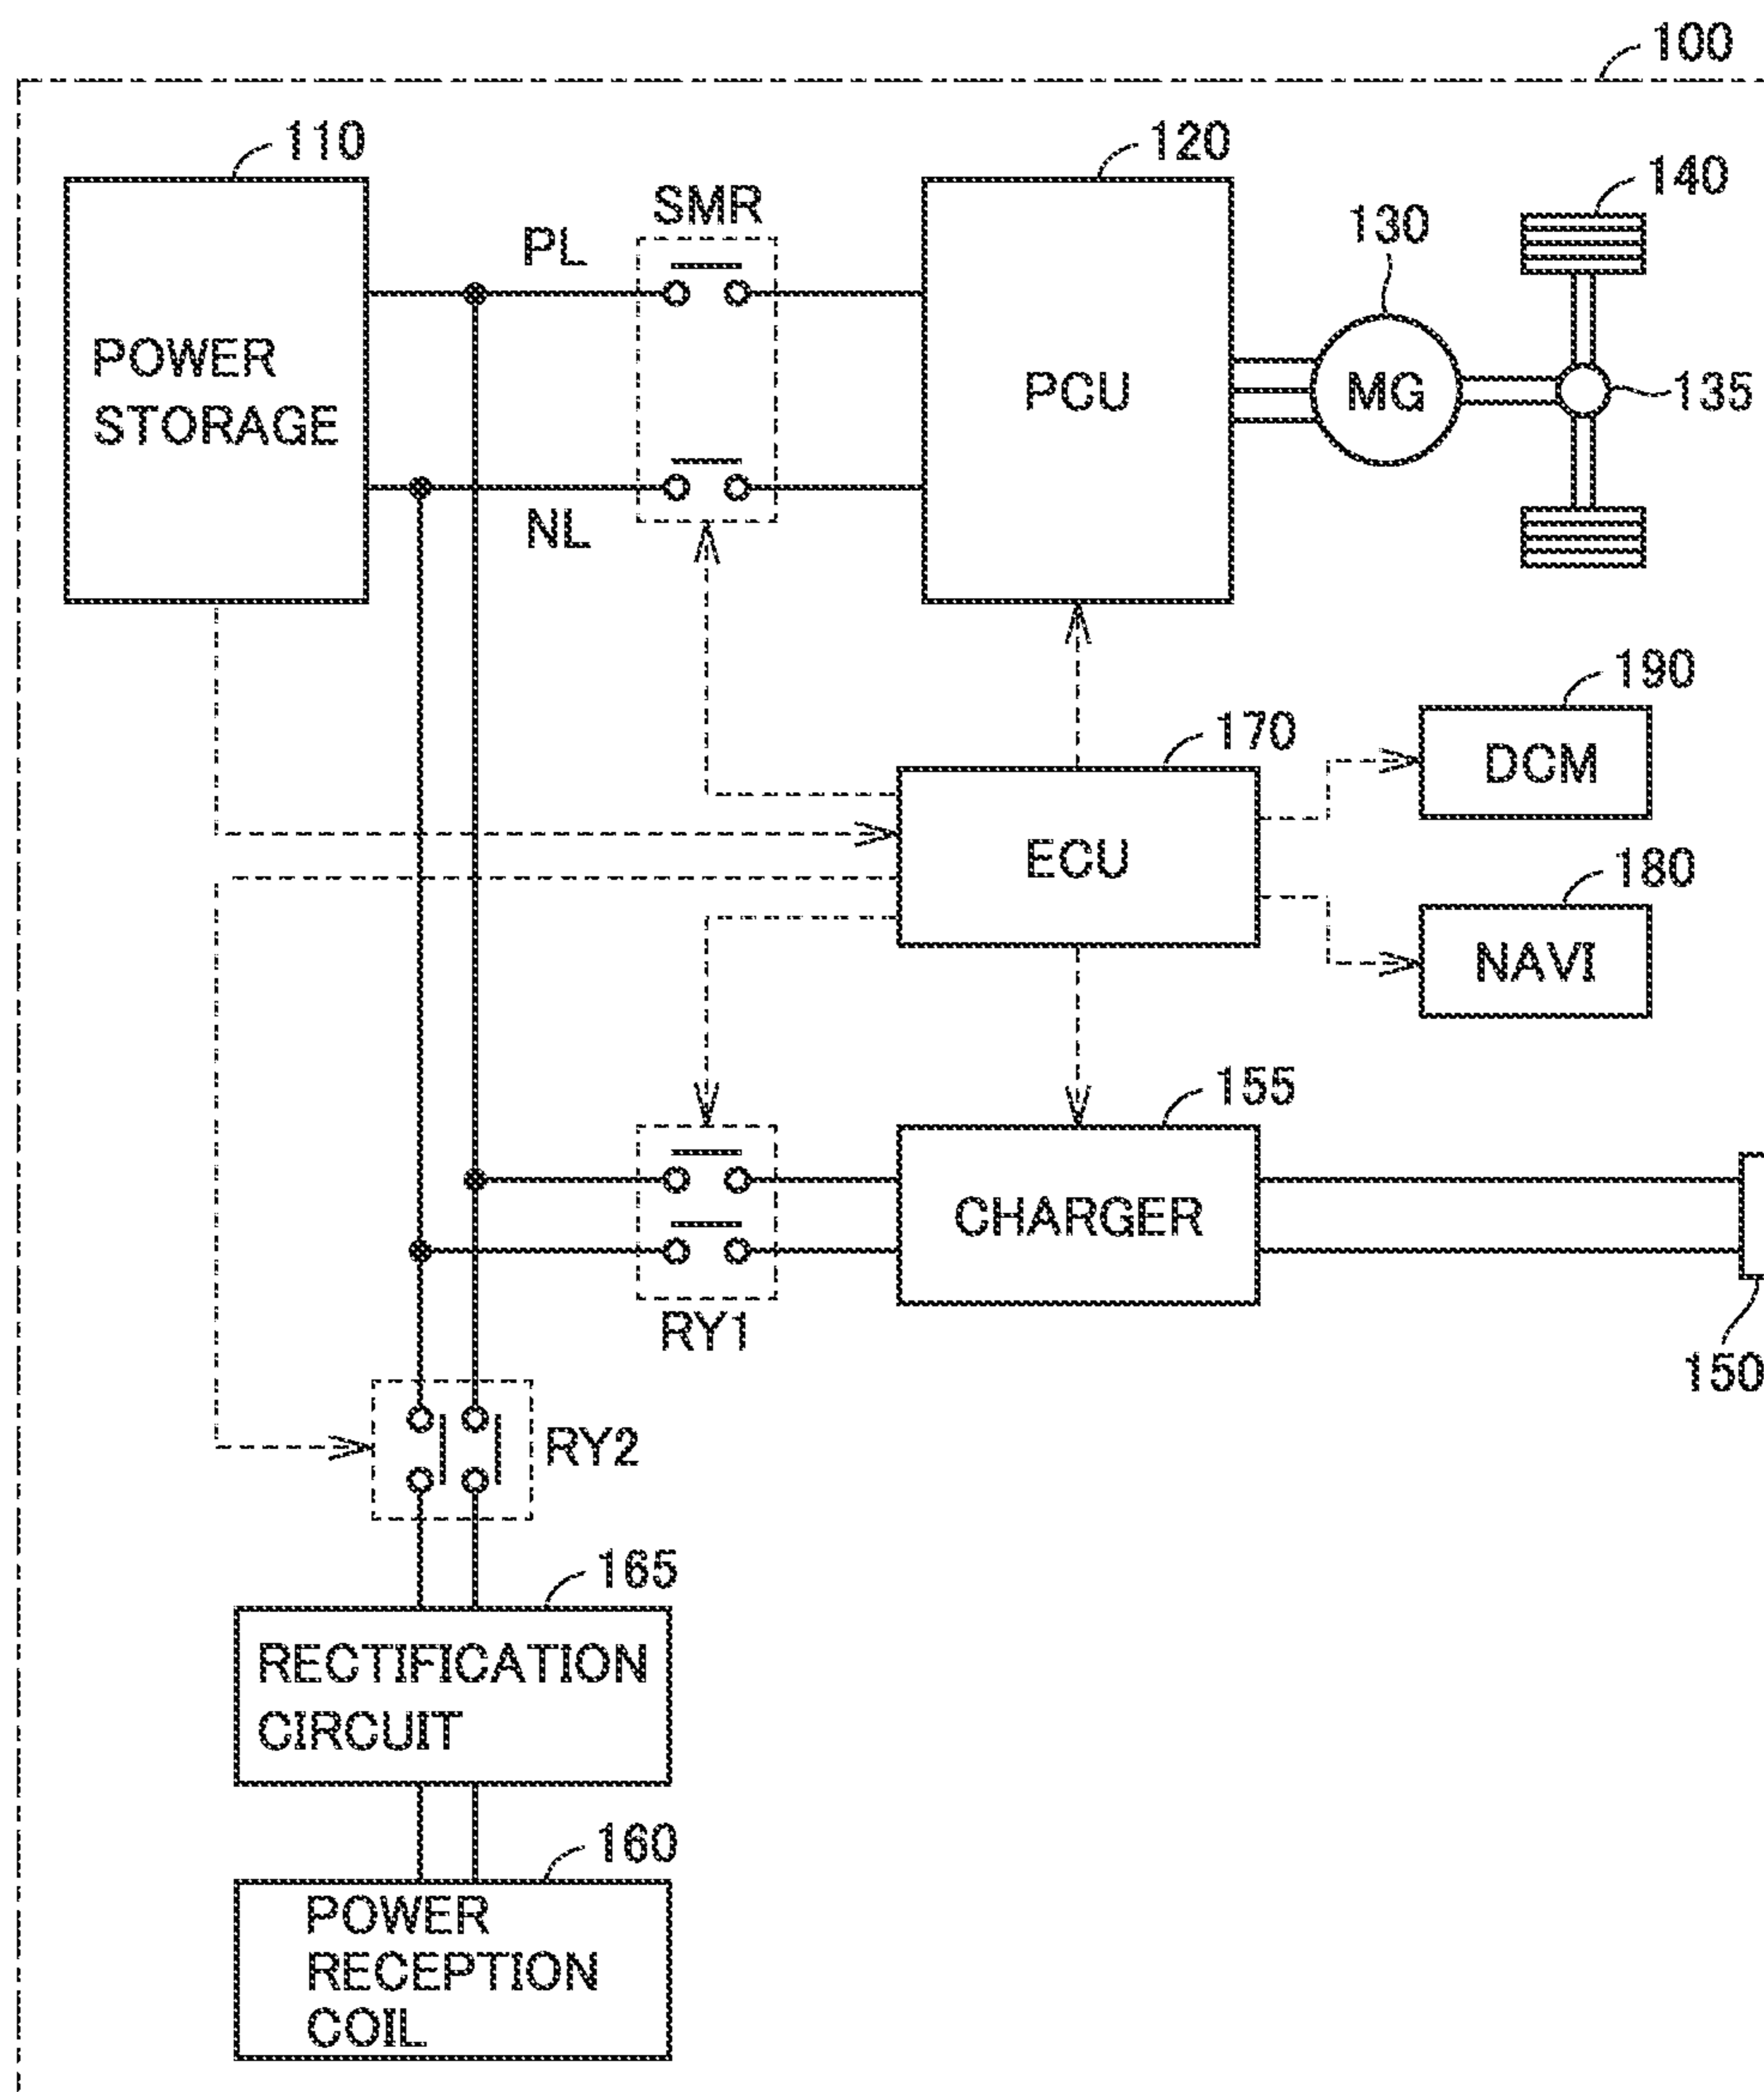 100
110
120
140
SMR
130
PL
POWER
STORAGE
PCU
MG
135
NL
190
170
DCM
ECU
180
NAVI
155
CHARGER
RY1
150
RY2
165
RECTIFICATION
CIRCUIT
160
POWER
RECEPTION
COIL